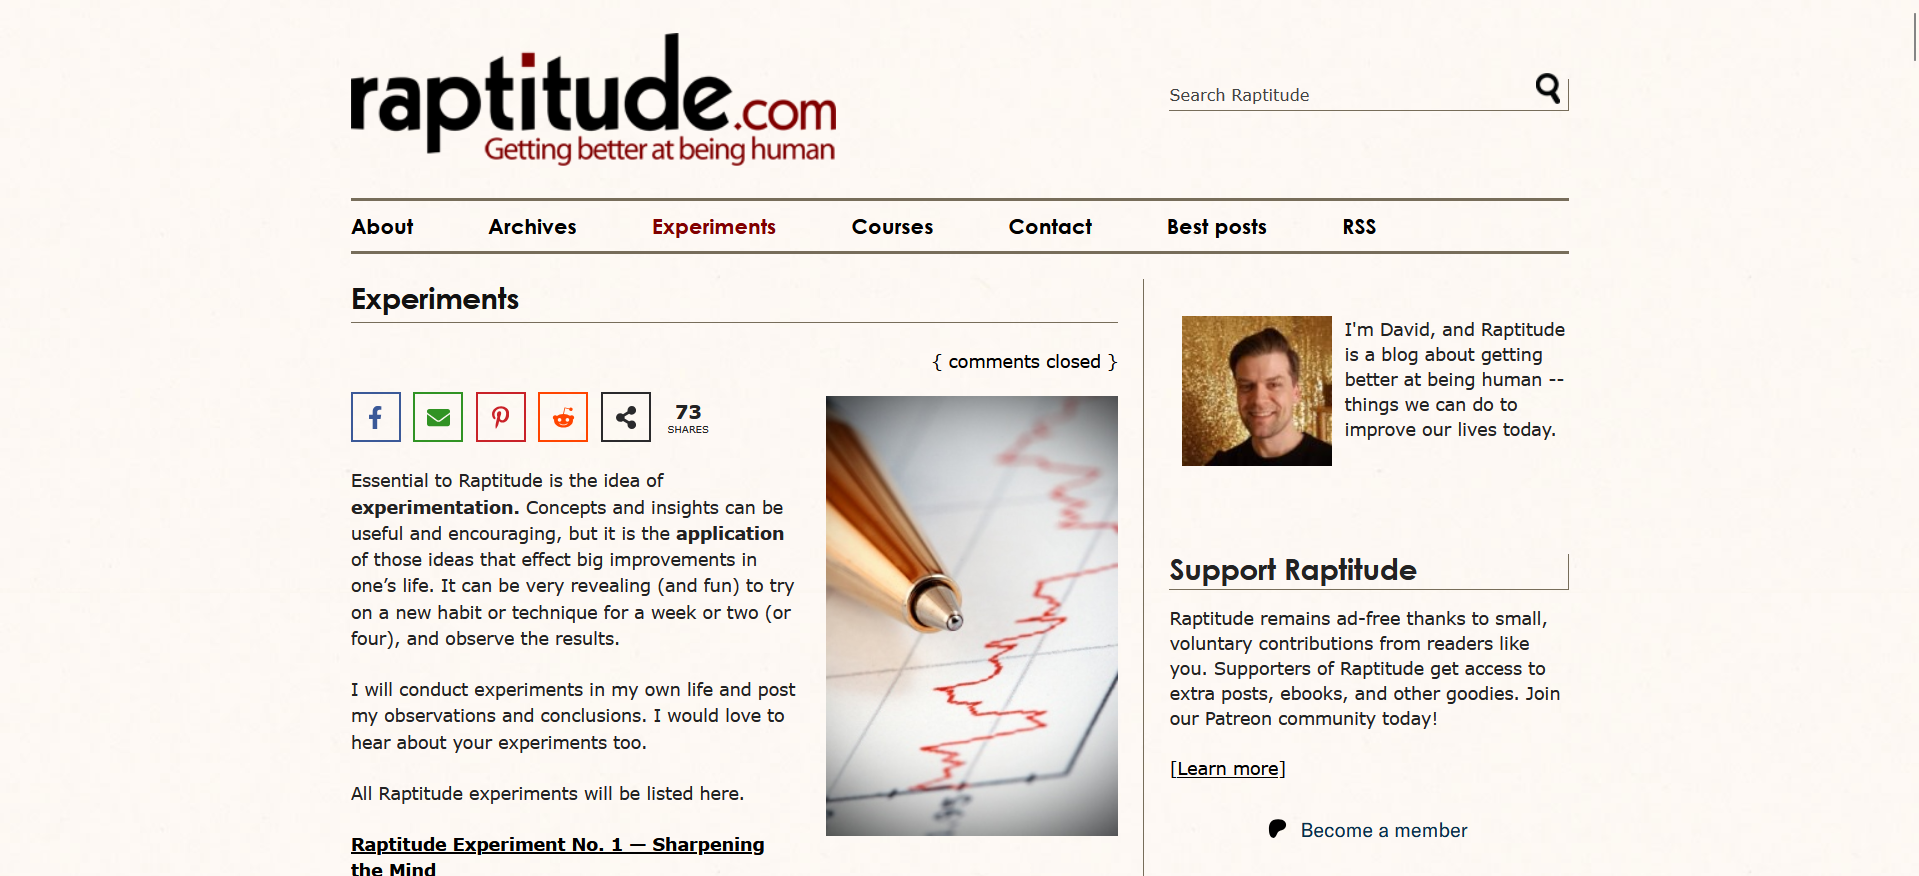 raptitude.com
Getting better at being human
Search Raptitude
About Archives Experiments Courses Contact Best posts RSS
Experiments
{ comments closed }
73
SHARES
Essential to Raptitude is the idea of
experimentation. Concepts and insights can be
useful and encouraging, but it is the application
of those ideas that effect big improvements in
one’s life. It can be very revealing (and fun) to try
on a new habit or technique for a week or two (or
four), and observe the results.
I will conduct experiments in my own life and post
my observations and conclusions. I would love to
hear about your experiments too.
All Raptitude experiments will be listed here.
Raptitude Experiment No. 1 — Sharpening
the Mind
I'm David, and Raptitude
is a blog about getting
better at being human --
things we can do to
improve our lives today.
Support Raptitude
Raptitude remains ad-free thanks to small,
voluntary contributions from readers like
you. Supporters of Raptitude get access to
extra posts, ebooks, and other goodies. Join
our Patreon community today!
[Learn more]
Become a member